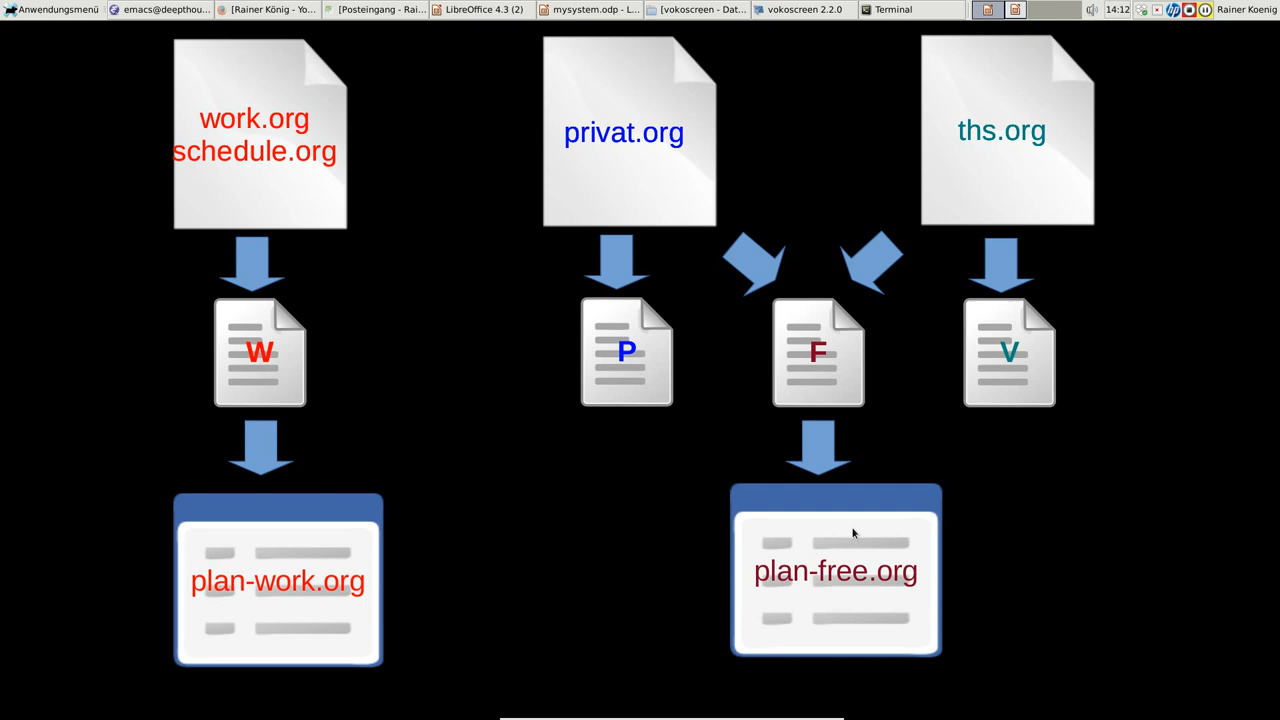 Anwendungsmenü
emacs@deepthou...
[Rainer König - Yo...
[Posteingang - Rai...
LibreOffice 4.3 (2)
mysystem.odp - L...
[vokoscreen - Dat...
vokoscreen 2.2.0
Terminal
14:12
hp
Rainer Koenig
work.org
schedule.org
privat.org
ths.org
W
P
F
V
plan-work.org
plan-free.org